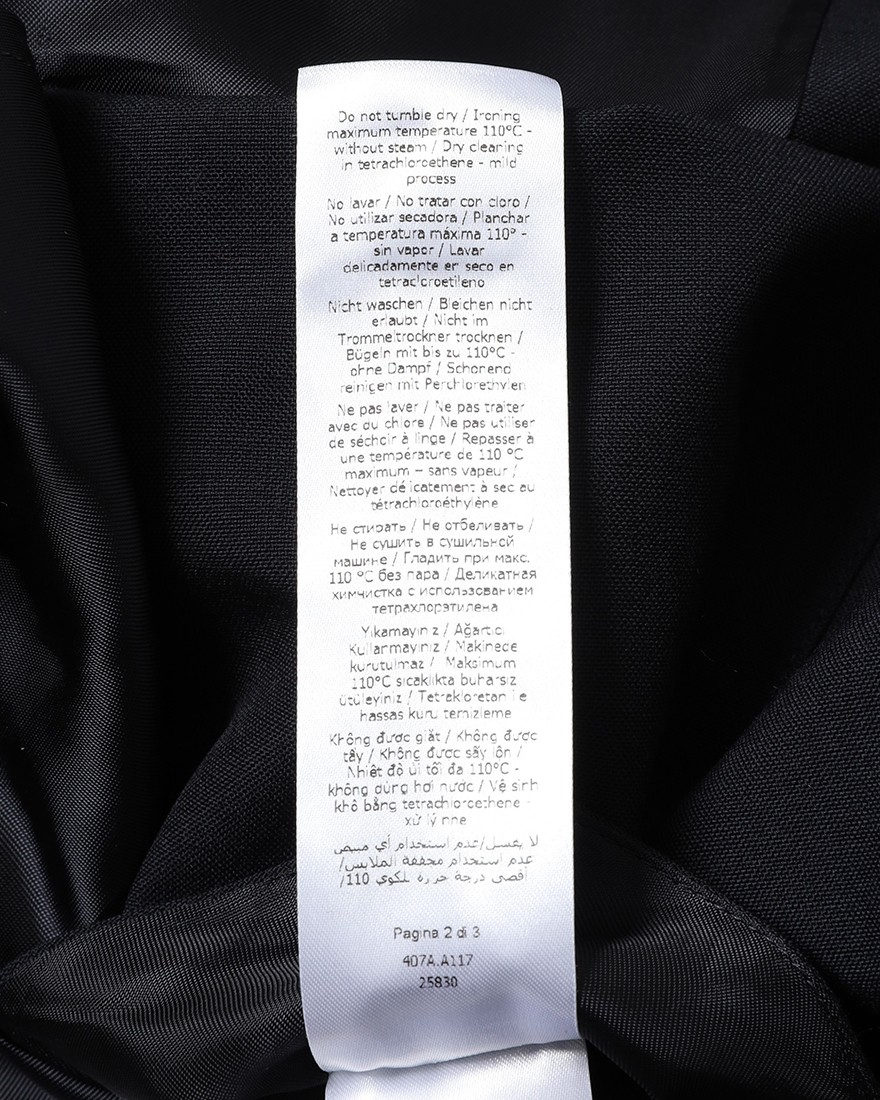 Do not tumble dry / Ironing
maximum temperature 110°C -
without steam / Dry cleaning
in tetrachloroethene - mild
process
No lavar / No tratar con cloro /
No utilizar secadora / Planchar
a temperatura máxima 110° -
sin vapor / Lavar
delicadamente en seco en
tetracloroetileno
Nicht waschen / Bleichen nicht
erlaubt / Nicht im
Trommeltrockner trocknen /
Bügeln mit bis zu 110°C -
ohne Dampf / Schonend
reinigen mit Perchlorethylen
Ne pas laver / Ne pas traiter
avec du chlore / Ne pas utiliser
de séchoir à linge / Repasser à
une température de 110 °C
maximum – sans vapeur /
Nettoyer délicatement à sec au
tétrachloroéthylène
Не стирать / Не отбеливать /
Не сушить в сушильной
машине / Гладить при макс.
110 °C без пара / Деликатная
химчистка с использованием
тетрахлорэтилена
Yıkamayınız / Ağartıcı
Kullanmayınız / Makinede
kurutulmaz / Maksimum
110°C sıcaklıkta buharsız
ütüleyiniz / Tetrakloretan ile
hassas kuru temizleme
Không được giặt / Không được
tẩy / Không được sấy lồn /
Nhiệt độ ủi tối đa 110°C -
không dùng hơi nước / Vệ sinh
khô bằng tetrachloroethene -
xử lý nhẹ
لا يغسل/عدم استخدام أي مبيض
عدم استخدام مجففة الملابس/
أقصى درجة حرارة للكوي 110/
Pagina 2 di 3
407A.A117
25830